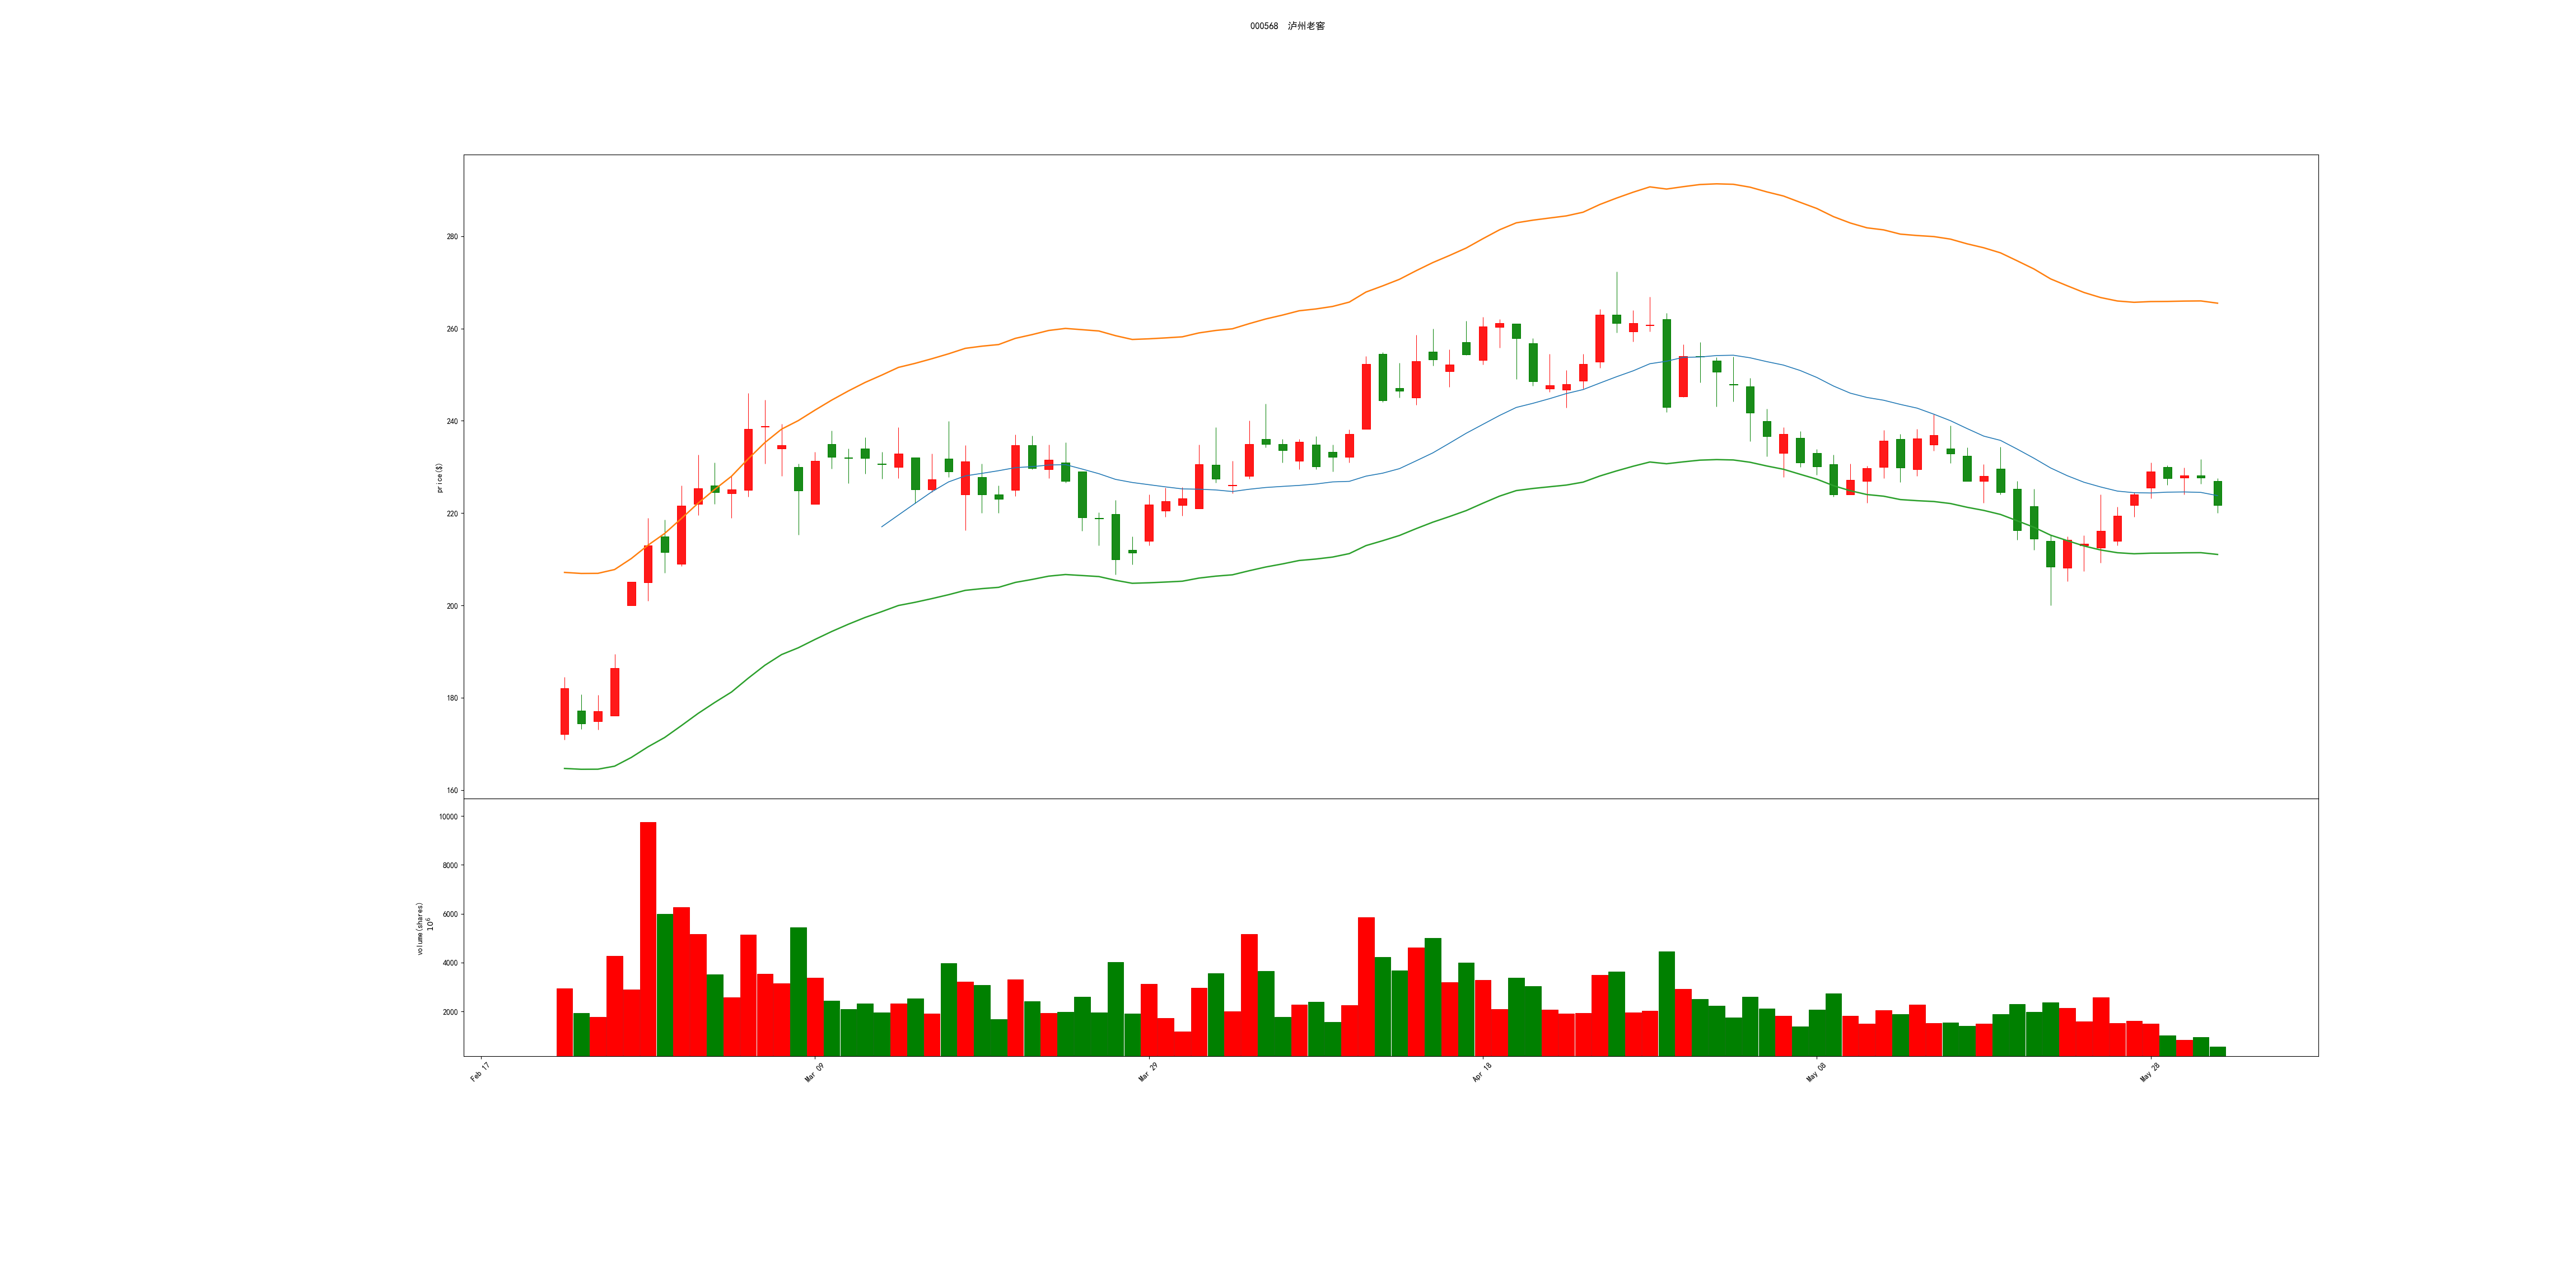 000568 泸州老窖
price($)
280
260
240
220
200
180
160
volume(shares)
10^6
10000
8000
6000
4000
2000
Feb 17
Mar 09
Mar 29
Apr 18
May 08
May 28